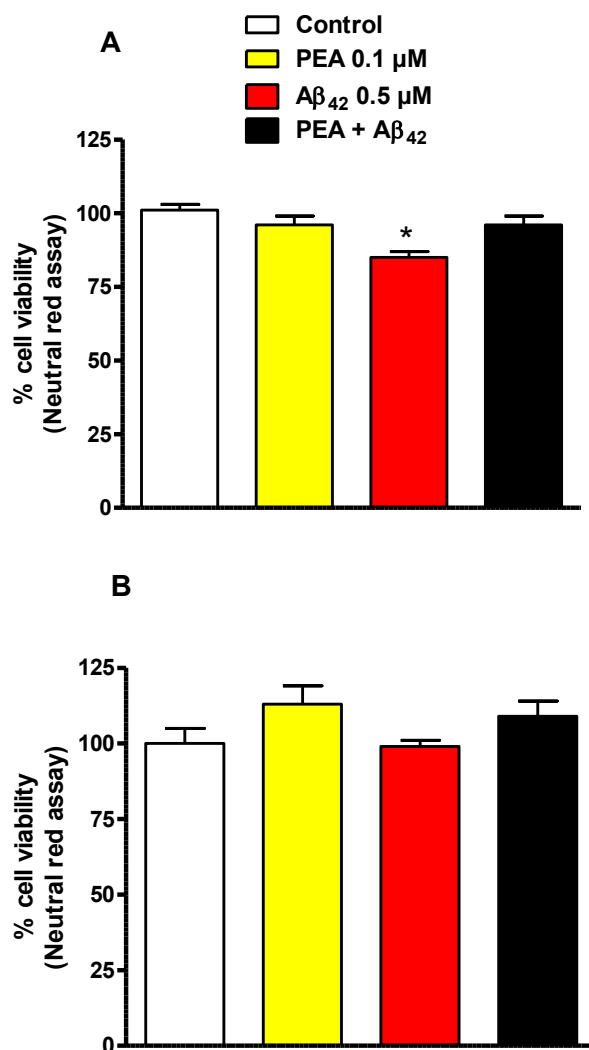 A
Control
PEA 0.1 µM
Aβ42 0.5 µM
PEA + Aβ42
% cell viability
(Neutral red assay)
125
100
75
50
25
0
*
B
% cell viability
(Neutral red assay)
125
100
75
50
25
0